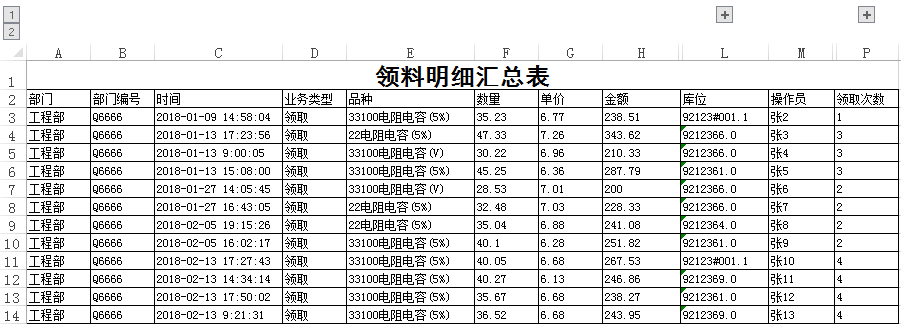 1
2
A B C D E F G H L M P
1 领料明细汇总表
2 部门 部门编号 时间 业务类型 品种 数量 单价 金额 库位 操作员 领取次数
3 工程部 Q6666 2018-01-09 14:58:04 领取 33100电阻电容(5%) 35.23 6.77 238.51 92123#001.1 张2 1
4 工程部 Q6666 2018-01-13 17:23:56 领取 22电阻电容(5%) 47.33 7.26 343.62 9212366.0 张3 3
5 工程部 Q6666 2018-01-13 9:00:05 领取 33100电阻电容(V) 30.22 6.96 210.33 9212366.0 张4 3
6 工程部 Q6666 2018-01-13 15:08:00 领取 33100电阻电容(5%) 45.25 6.36 287.79 9212361.0 张5 3
7 工程部 Q6666 2018-01-27 14:05:45 领取 33100电阻电容(V) 28.53 7.01 200 9212366.0 张6 2
8 工程部 Q6666 2018-01-27 16:43:05 领取 22电阻电容(5%) 32.48 7.03 228.33 9212366.0 张7 2
9 工程部 Q6666 2018-02-05 19:15:26 领取 22电阻电容(5%) 35.04 6.88 241.08 9212364.0 张8 2
10 工程部 Q6666 2018-02-05 16:02:17 领取 33100电阻电容(5%) 40.1 6.28 251.82 9212361.0 张9 2
11 工程部 Q6666 2018-02-13 17:27:43 领取 33100电阻电容(5%) 40.05 6.68 267.53 92123#001.1 张10 4
12 工程部 Q6666 2018-02-13 14:34:14 领取 33100电阻电容(5%) 40.27 6.13 246.86 9212369.0 张11 4
13 工程部 Q6666 2018-02-13 17:50:02 领取 33100电阻电容(5%) 35.67 6.68 238.27 9212361.0 张12 4
14 工程部 Q6666 2018-02-13 9:21:31 领取 33100电阻电容(5%) 36.52 6.68 243.95 9212369.0 张13 4